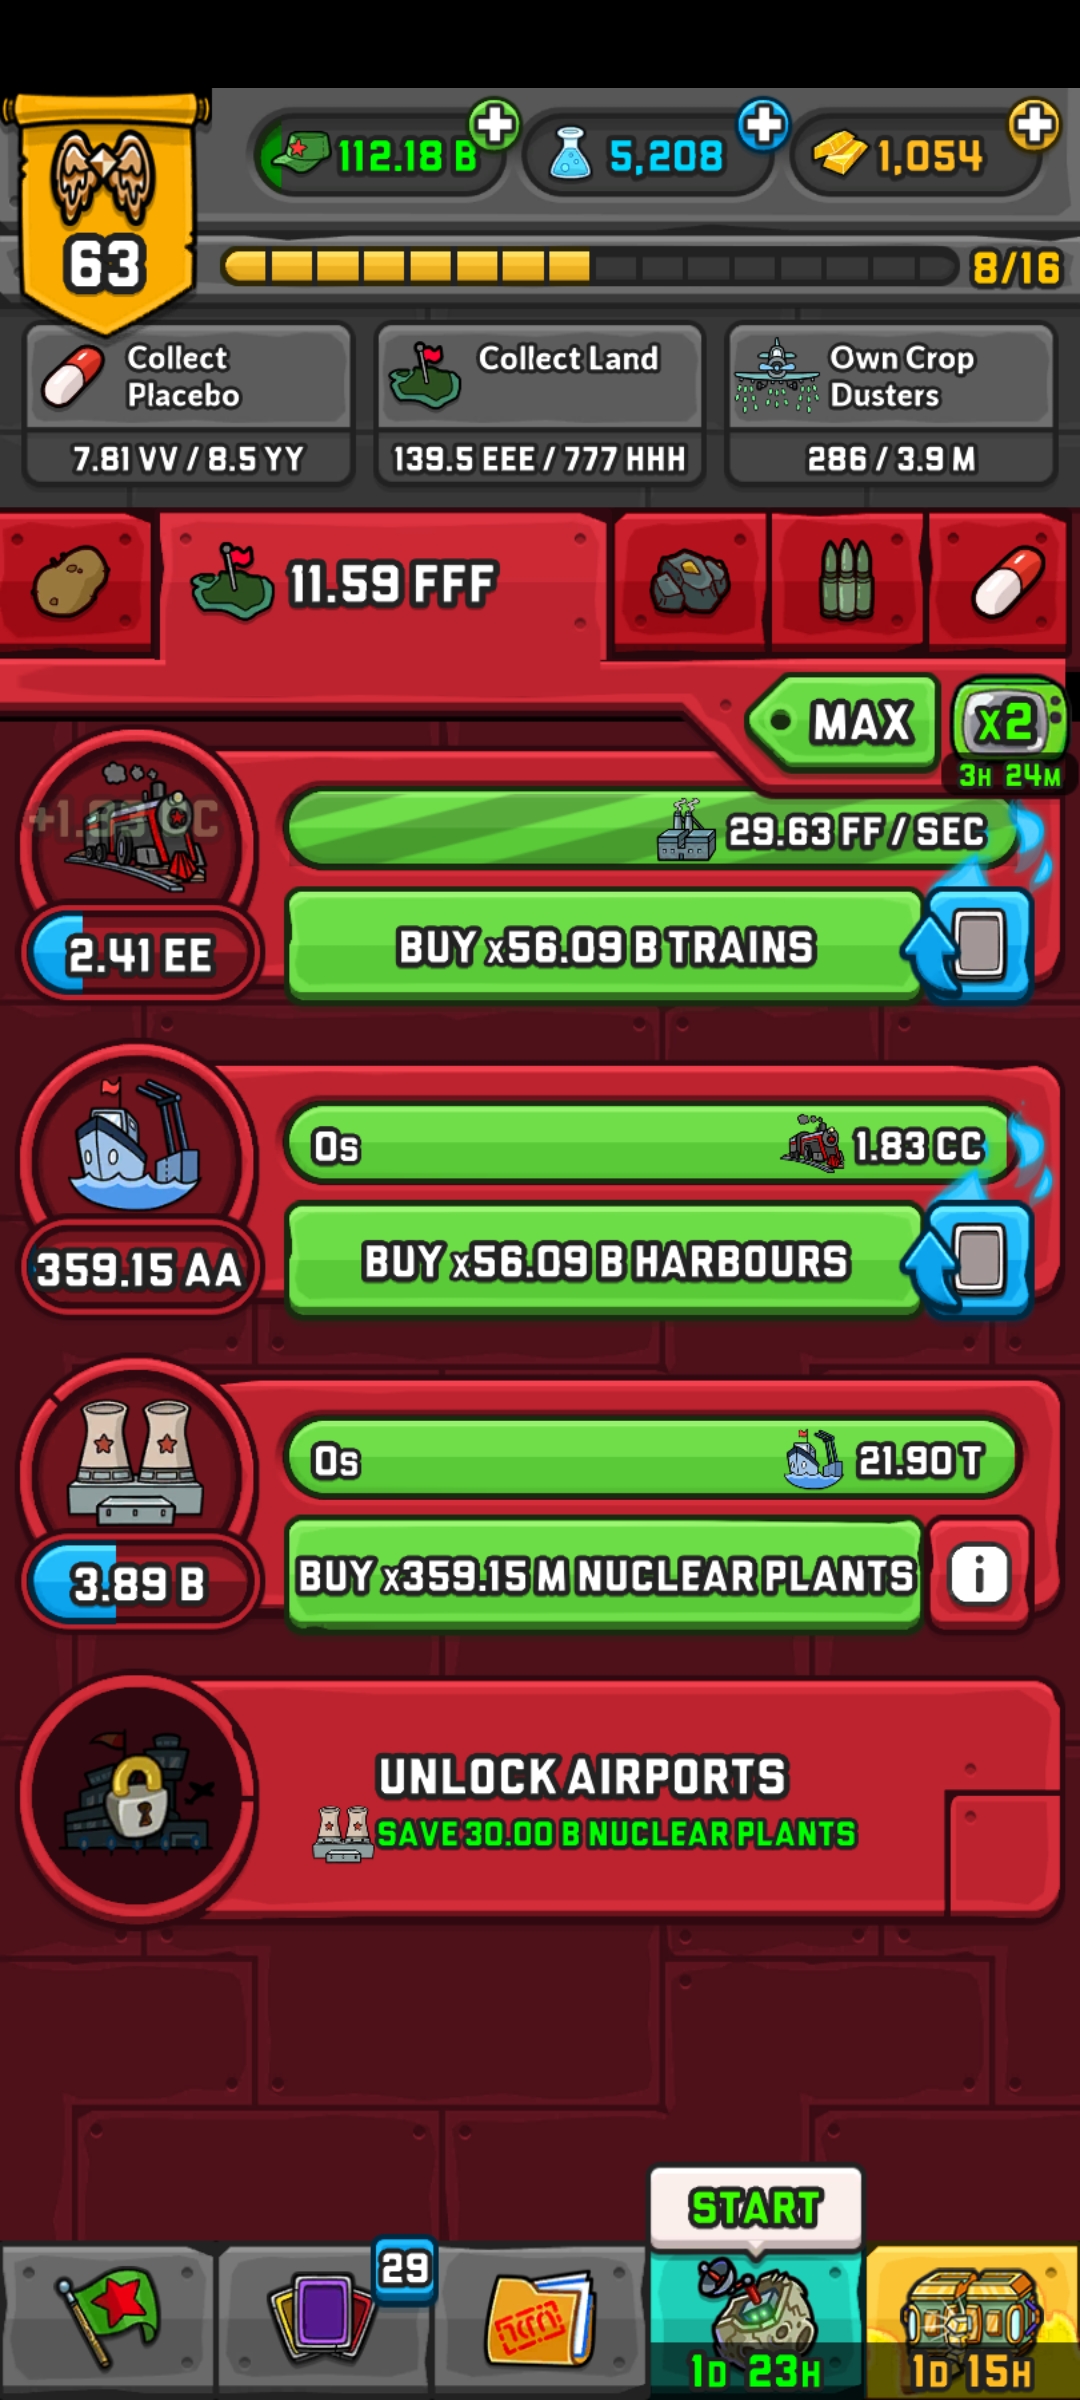 112.18 B
5,208
1,054
63
8/16
Collect
Placebo
Collect Land
Own Crop
Dusters
7.81 VV / 8.5 YY
139.5 EEE / 777 HHH
286 / 3.9 M
11.59 FFF
MAX
x2
3H 24M
29.63 FF / SEC
2.41 EE
BUY x56.09 B TRAINS
0s
1.83 CC
359.15 AA
BUY x56.09 B HARBOURS
0s
21.90 T
3.89 B
BUY x359.15 M NUCLEAR PLANTS
i
UNLOCK AIRPORTS
SAVE 30.00 B NUCLEAR PLANTS
START
29
1D 23H
1D 15H